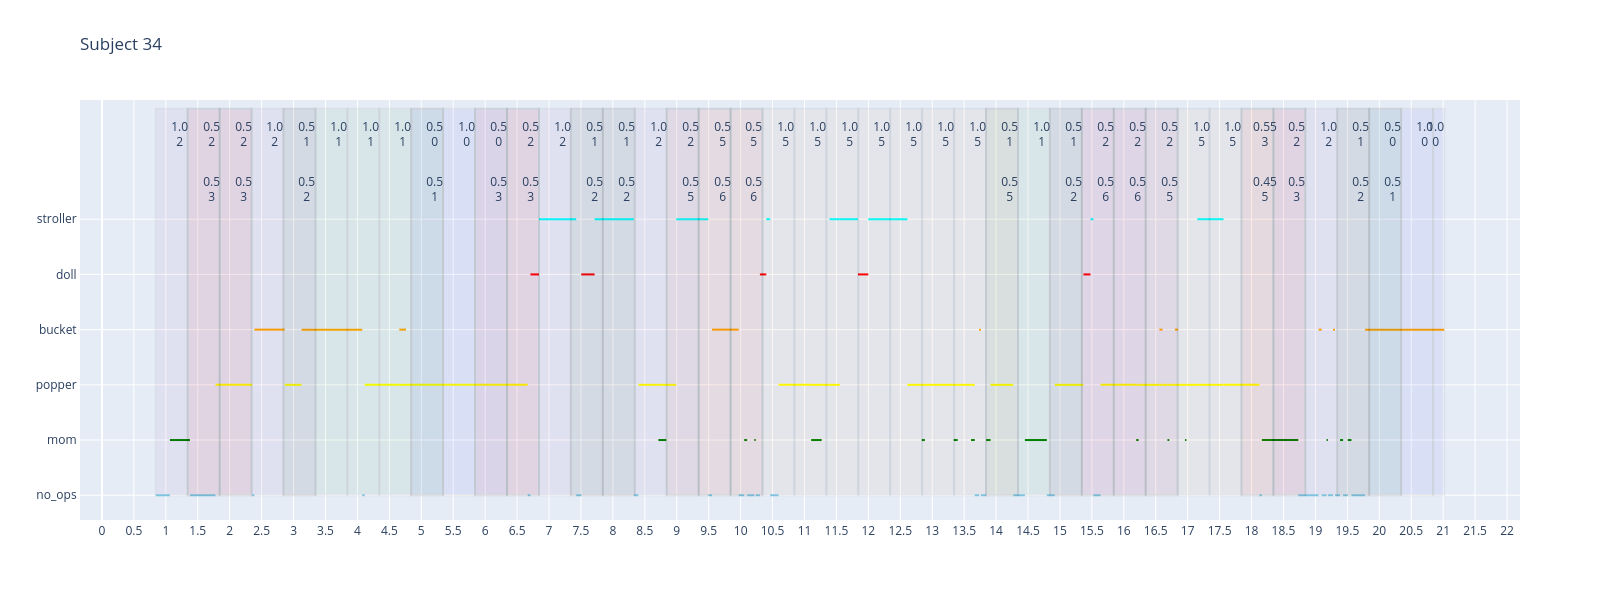 Subject 34
1.0 0.5 0.5 1.0 0.5 1.0 1.0 1.0 0.5 1.0 0.5 0.5 1.0 0.5 0.5 1.0 0.5 0.5 0.5 1.0 1.0 1.0 1.0 1.0 1.0 1.0 0.5 1.0 0.5 0.5 0.5 0.5 1.0 1.0 0.55 0.5 1.0 0.5 0.5 1.0 1.0
2 2 2 2 1 1 1 1 0 0 0 2 2 1 1 2 2 5 5 5 5 5 5 5 5 5 1 1 1 2 2 2 5 5 3 2 2 1 0 0 0
0.5 0.5 0.5 0.5 0.5 0.5 0.5 0.5 0.5 0.5 0.5 0.5 0.5 0.5 0.5 0.5 0.45 0.5 0.5 0.5
3 3 2 1 3 3 2 2 5 6 6 5 2 6 6 5 5 3 2 1
stroller
doll
bucket
popper
mom
no_ops
0 0.5 1 1.5 2 2.5 3 3.5 4 4.5 5 5.5 6 6.5 7 7.5 8 8.5 9 9.5 10 10.5 11 11.5 12 12.5 13 13.5 14 14.5 15 15.5 16 16.5 17 17.5 18 18.5 19 19.5 20 20.5 21 21.5 22